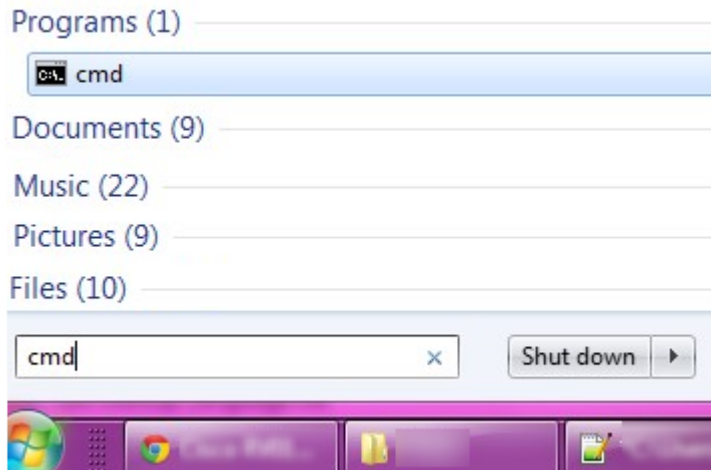 Programs (1)
cmd
Documents (9)
Music (22)
Pictures (9)
Files (10)
cmd
Shut down